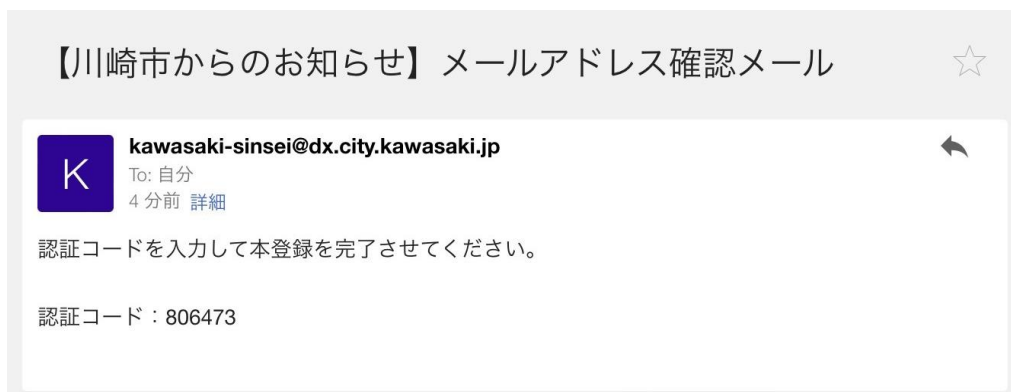 【川崎市からのお知らせ】メールアドレス確認メール
K
kawasaki-sinsei@dx.city.kawasaki.jp
To: 自分
4 分前 詳細
認証コードを入力して本登録を完了させてください。
認証コード：806473